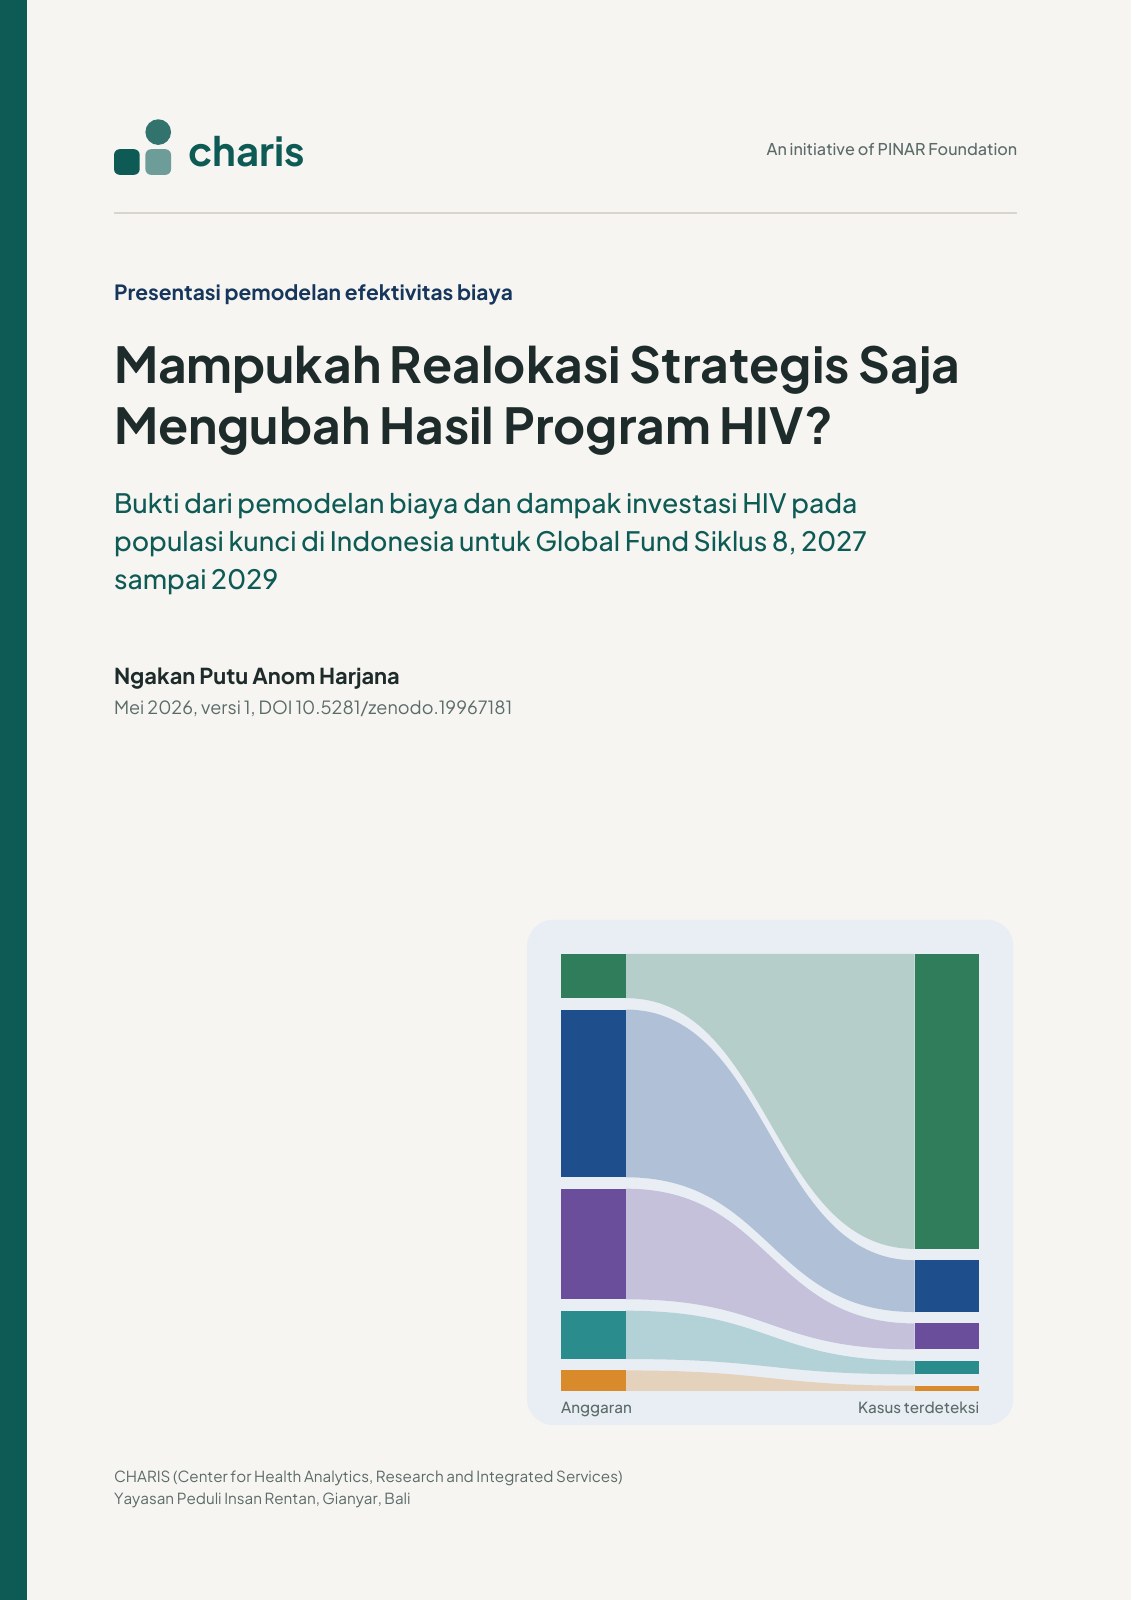 charis
An initiative of PINAR Foundation
Presentasi pemodelan efektivitas biaya
Mampukah Realokasi Strategis Saja
Mengubah Hasil Program HIV?
Bukti dari pemodelan biaya dan dampak investasi HIV pada
populasi kunci di Indonesia untuk Global Fund Siklus 8, 2027
sampai 2029
Ngakan Putu Anom Harjana
Mei 2026, versi 1, DOI 10.5281/zenodo.19967181
Anggaran
Kasus terdeteksi
CHARIS (Center for Health Analytics, Research and Integrated Services)
Yayasan Peduli Insan Rentan, Gianyar, Bali